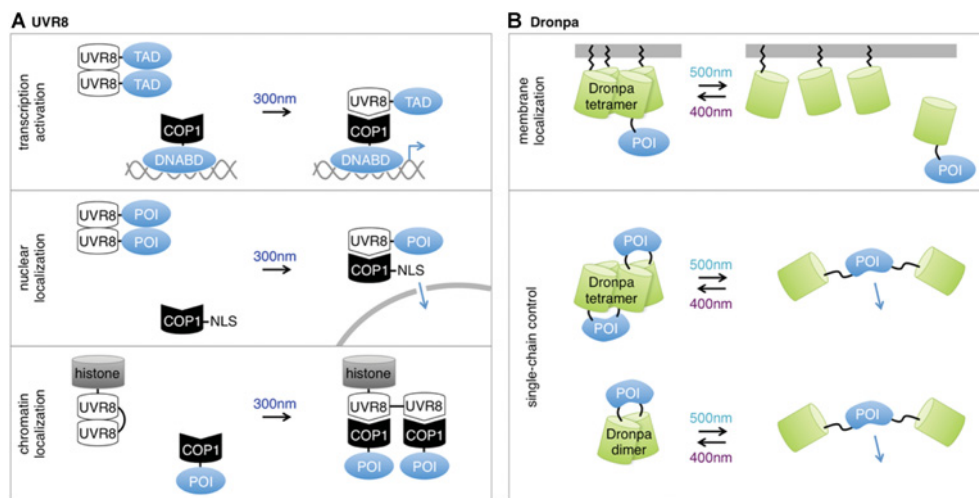 A UVR8
transcription
activation
UVR8
TAD
UVR8
TAD
COP1
DNABD
300nm
UVR8
TAD
COP1
DNABD
nuclear
localization
UVR8
POI
UVR8
POI
COP1
NLS
300nm
UVR8
POI
COP1
NLS
chromatin
localization
histone
UVR8
UVR8
COP1
POI
300nm
histone
UVR8
UVR8
COP1
COP1
POI
POI
B Dronpa
membrane
localization
Dronpa
tetramer
POI
500nm
400nm
POI
single-chain control
POI
Dronpa
tetramer
POI
500nm
400nm
POI
POI
Dronpa
dimer
500nm
400nm
POI